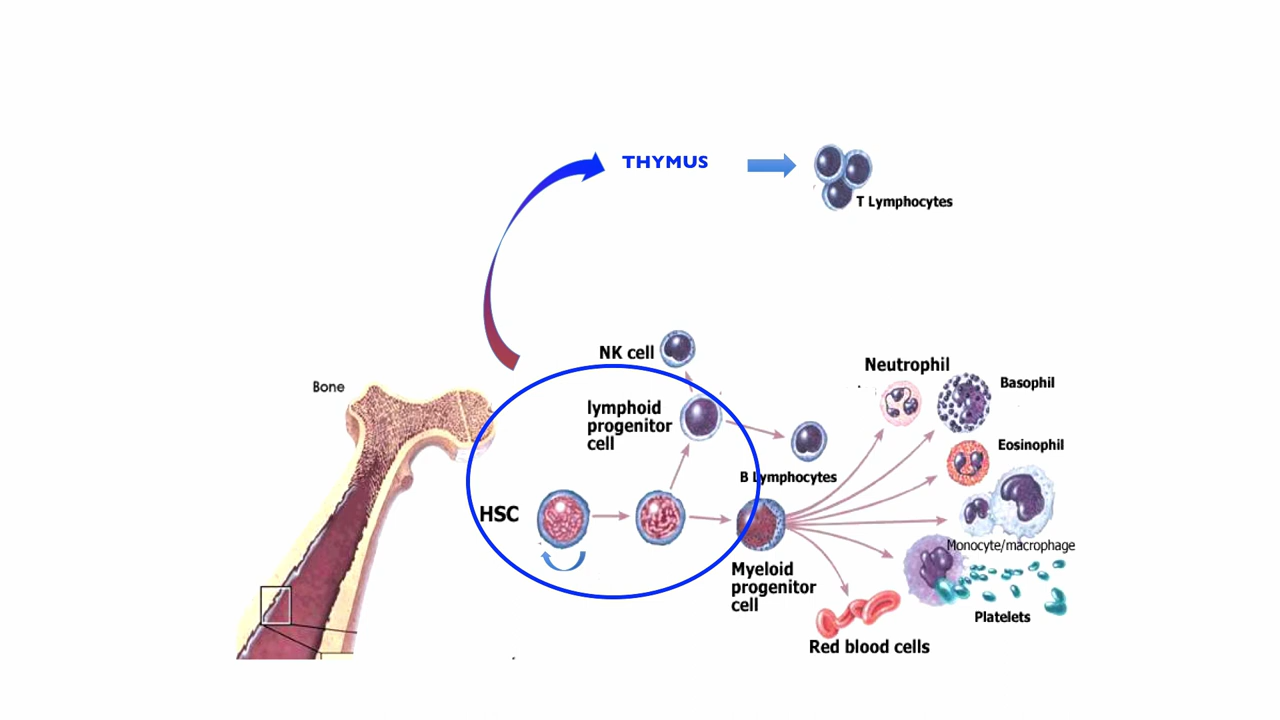 THYMUS
T Lymphocytes
NK cell
Neutrophil
Bone
Basophil
lymphoid
progenitor
cell
Eosinophil
B Lymphocytes
HSC
Monocyte/macrophage
Myeloid
progenitor
cell
Platelets
Red blood cells